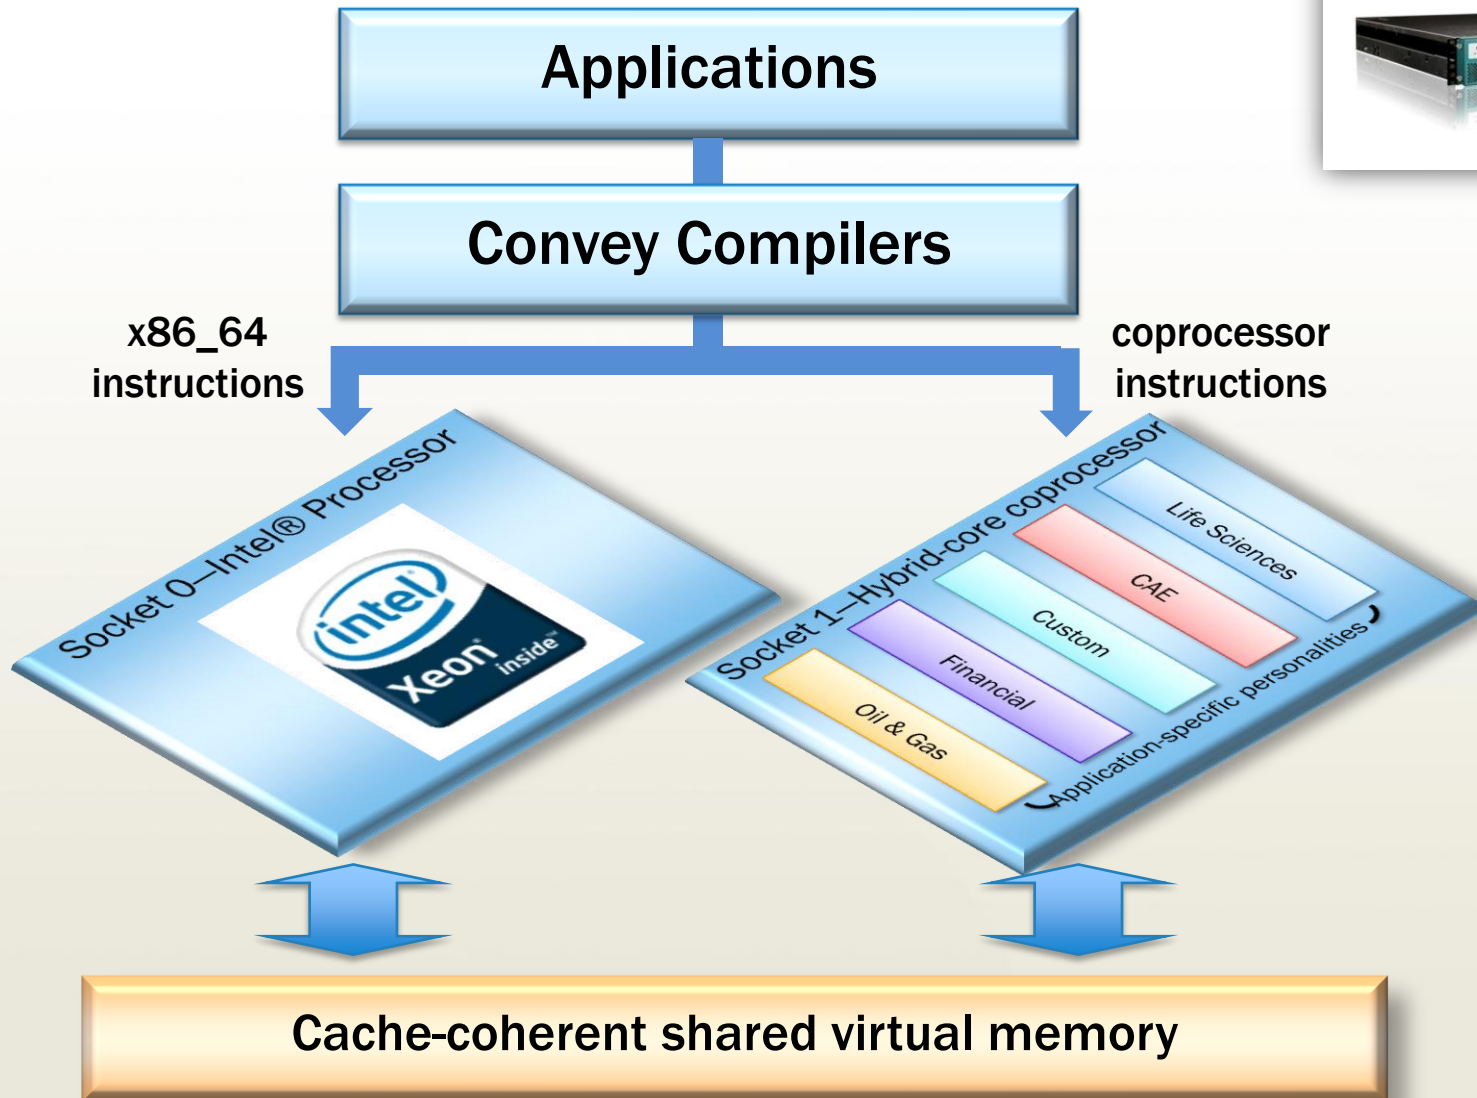 Applications
Convey Compilers
x86_64
instructions
coprocessor
instructions
Socket 0—Intel® Processor
intel
Xeon®
inside™
Socket 1—Hybrid-core coprocessor
Life Sciences
CAE
Custom
Financial
Oil & Gas
Application-specific personalities
Cache-coherent shared virtual memory